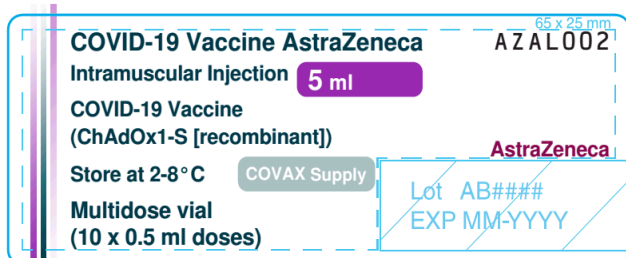 65 x 25 mm
COVID-19 Vaccine AstraZeneca AZAL002
Intramuscular Injection 5 ml
COVID-19 Vaccine
(ChAdOx1-S [recombinant])
AstraZeneca
Store at 2-8°C COVAX Supply
Lot AB####
Multidose vial
EXP MM-YYYY
(10 x 0.5 ml doses)